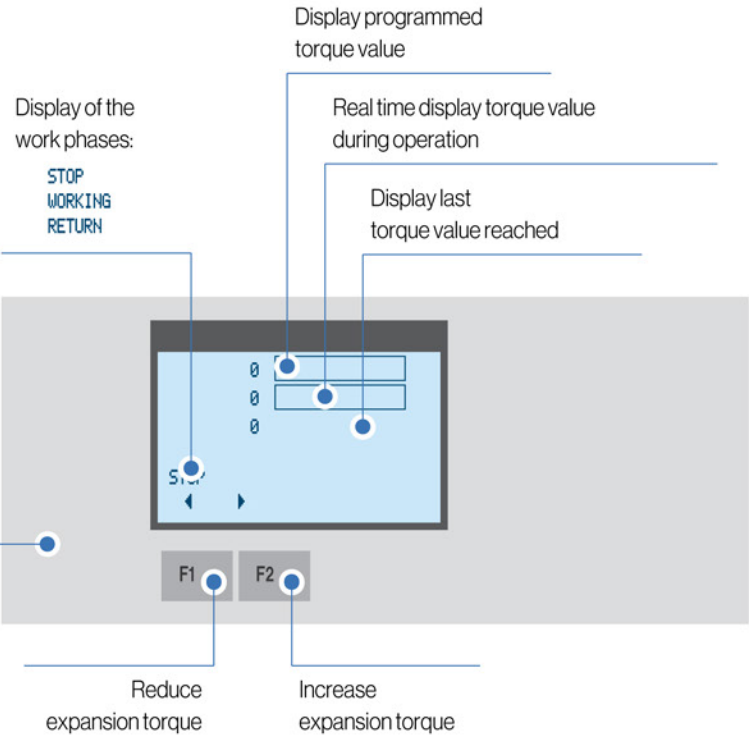 Display programmed
torque value
Display of the
work phases:
STOP
WORKING
RETURN
Real time display torque value
during operation
Display last
torque value reached
0
0
0
STOP
F1
F2
Reduce
expansion torque
Increase
expansion torque